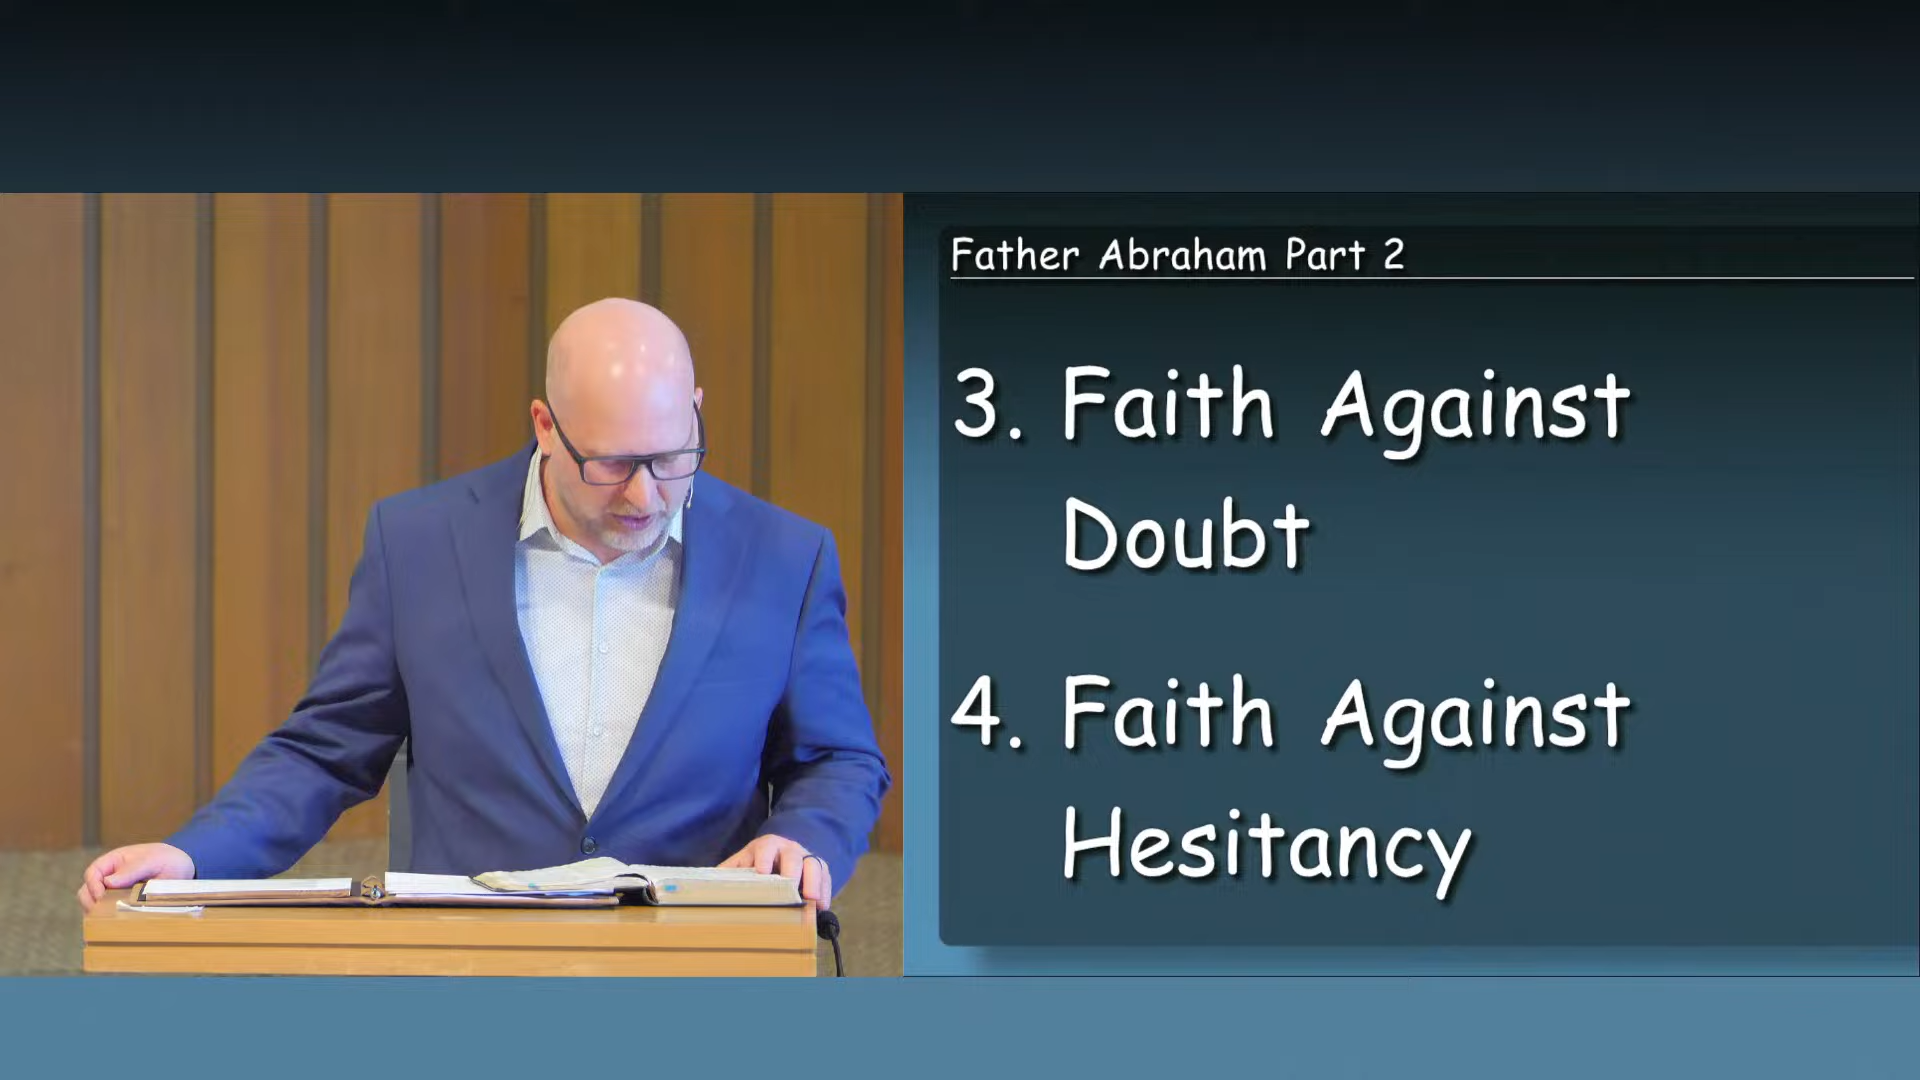 Father Abraham Part 2
3. Faith Against
Doubt
4. Faith Against
Hesitancy